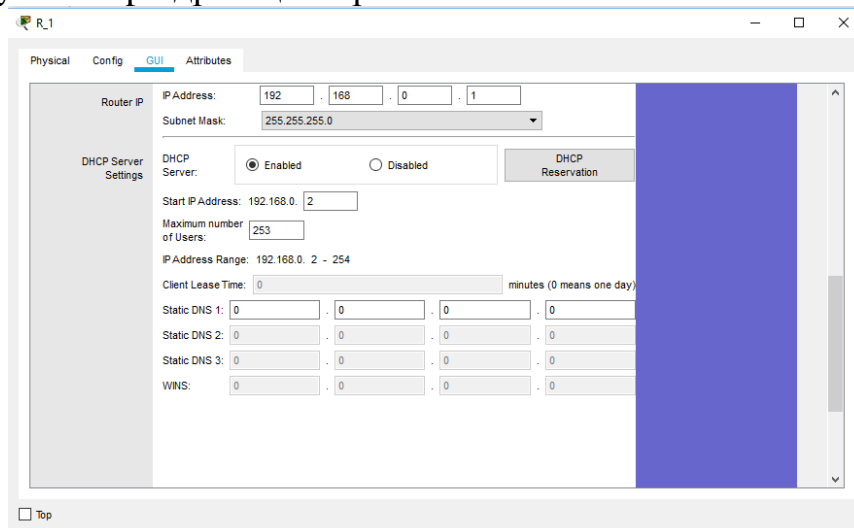 R_1
Physical Config GUI Attributes
Router IP
IP Address: 192 . 168 . 0 . 1
Subnet Mask: 255.255.255.0
DHCP Server Settings
DHCP Server: Enabled Disabled DHCP Reservation
Start IP Address: 192.168.0. 2
Maximum number of Users: 253
IP Address Range: 192.168.0. 2 - 254
Client Lease Time: 0 minutes (0 means one day)
Static DNS 1: 0 . 0 . 0 . 0
Static DNS 2: 0 . 0 . 0 . 0
Static DNS 3: 0 . 0 . 0 . 0
WINS: 0 . 0 . 0 . 0
Top